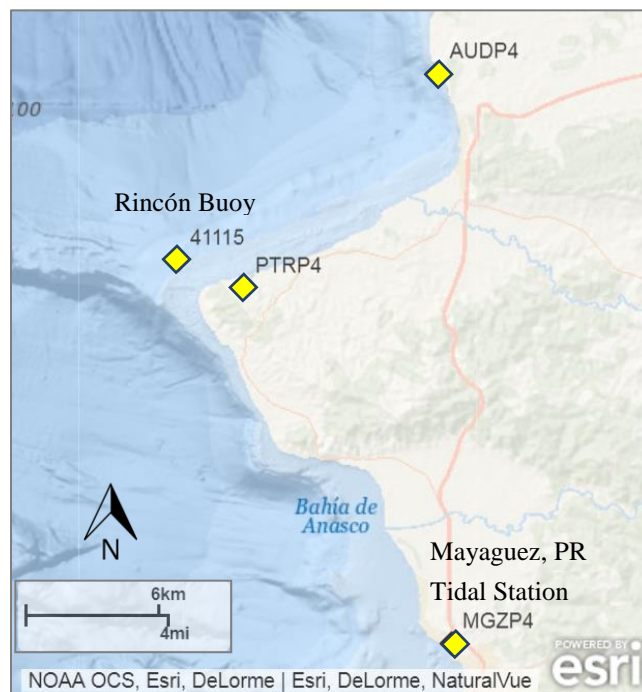 AUDP4
100
Rincón Buoy
41115
PTRP4
Bahía de
Anasco
N
Mayaguez, PR
Tidal Station
MGZP4
6km
4mi
POWERED BY
esri
NOAA OCS, Esri, DeLorme | Esri, DeLorme, NaturalVue